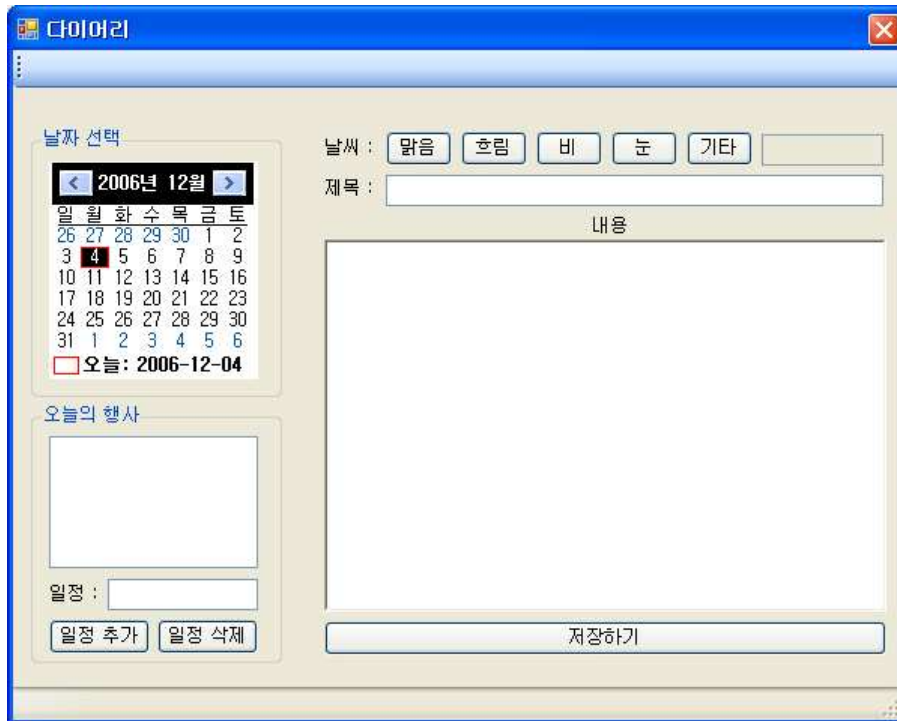 다이어리
날짜 선택
2006년 12월
일 월 화 수 목 금 토
26 27 28 29 30 1 2
3 4 5 6 7 8 9
10 11 12 13 14 15 16
17 18 19 20 21 22 23
24 25 26 27 28 29 30
31 1 2 3 4 5 6
오늘: 2006-12-04
오늘의 행사
일정 :
일정 추가 일정 삭제
날씨 : 맑음 흐림 비 눈 기타
제목 :
내용
저장하기